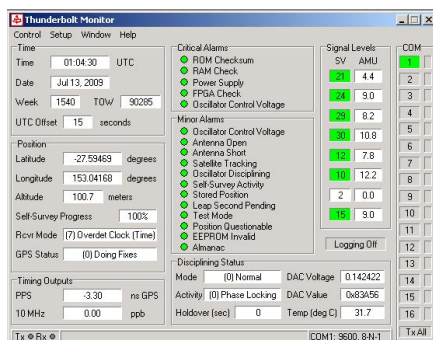 Thunderbolt Monitor
Control Setup Window Help
Time
Time 01:04:30 UTC
Date Jul 13, 2009
Week 1540 TOW 90285
UTC Offset 15 seconds
Position
Latitude -27.59469 degrees
Longitude 153.04168 degrees
Altitude 100.7 meters
Self-Survey Progress 100%
Rcvr Mode (7) Overdet Clock (Time)
GPS Status (0) Doing Fixes
Timing Outputs
PPS -3.30 ns GPS
10 MHz 0.00 ppb
Critical Alarms
ROM Checksum
RAM Check
Power Supply
FPGA Check
Oscillator Control Voltage
Minor Alarms
Oscillator Control Voltage
Antenna Open
Antenna Short
Satellite Tracking
Oscillator Disciplining
Self-Survey Activity
Stored Position
Leap Second Pending
Test Mode
Position Questionable
EEPROM Invalid
Almanac
Signal Levels
SV AMU
21 4.4
24 9.0
29 8.2
30 10.8
12 7.8
10 12.2
2 0.0
15 9.0
Logging Off
Disciplining Status
Mode (0) Normal DAC Voltage 0.142422
Activity (0) Phase Locking DAC Value 0x83A56
Holdover (sec) 0 Temp (deg C) 31.7
COM
1
2
3
4
5
6
7
8
9
10
11
12
13
14
15
16
Tx All
Tx Rx COM1: 9600, 8-N-1